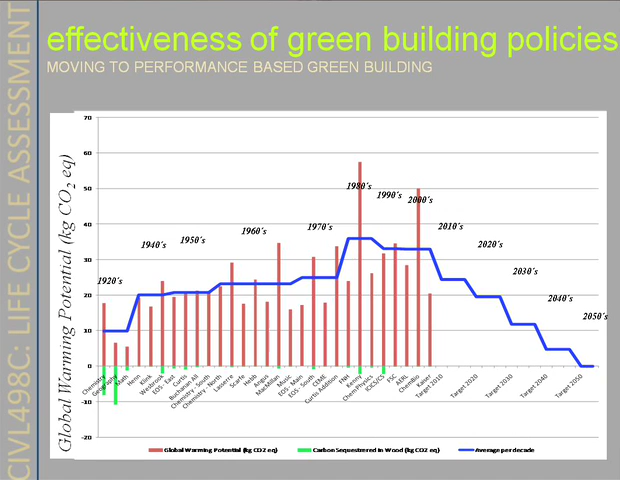 CIVL498C: LIFE CYCLE ASSESSMENT
effectiveness of green building policies
MOVING TO PERFORMANCE BASED GREEN BUILDING
Global Warming Potential (kg CO2 eq)
70
60
50
40
30
20
10
0
-10
-20
1920's
1940's
1950's
1960's
1970's
1980's
1990's
2000's
2010's
2020's
2030's
2040's
2050's
Chemistry
Geography
Math
Henn
Klink
Wesbrook
EOS - East
Curtis
Buchanan AB
Chemistry - South
Chemistry - North
Lasserre
Scarfe
Hebb
Angus
MacMillan
Music
EOS - Main
EOS - South
CEME
Curtis Addition
FNH
Kenny
ChemPhysics
ICICS/CS
FSC
AERL
ChemBio
Kaiser
Target 2010
Target 2020
Target 2030
Target 2040
Target 2050
Global Warming Potential (kg CO2 eq)
Carbon Sequestrered in Wood (kg CO2 eq)
Average per decade